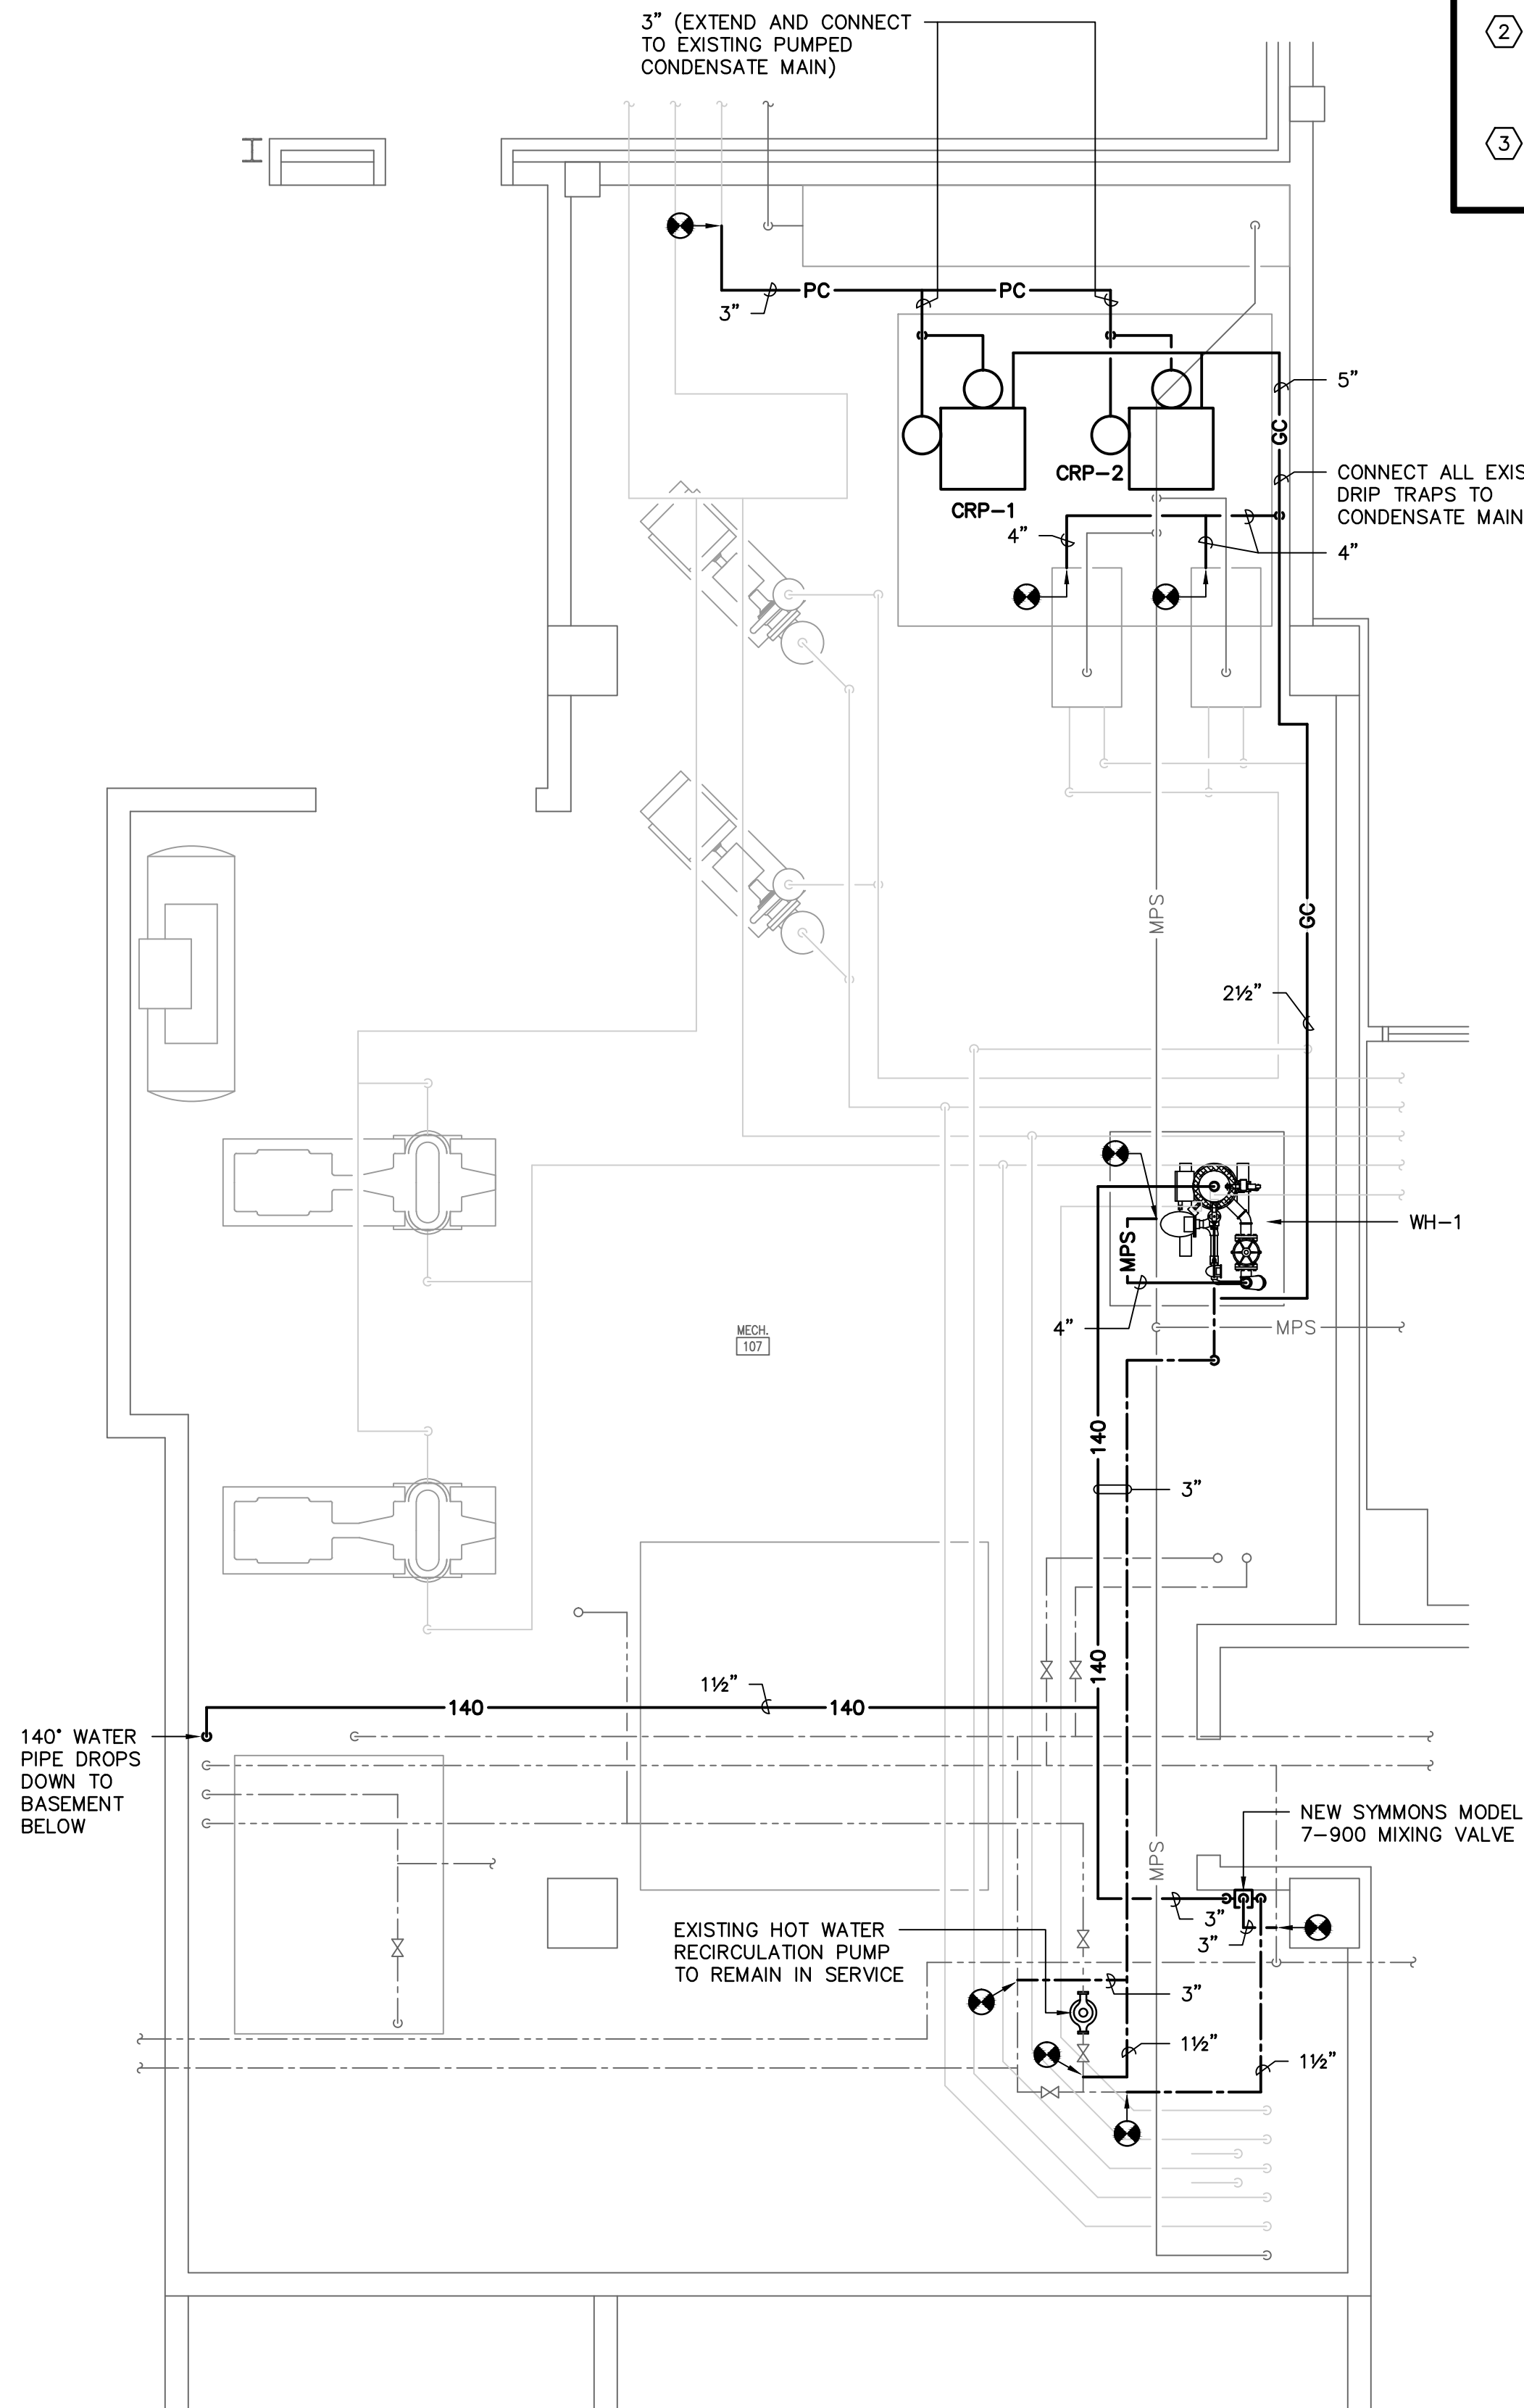 3” (EXTEND AND CONNECT
TO EXISTING PUMPED
CONDENSATE MAIN)
2
3
PC
PC
3”
5”
GC
CONNECT ALL
DRIP TRAPS TO
CONDENSATE MAIN
CRP-2
CRP-1
4”
4”
MPS
GC
2½”
WH-1
MPS
4”
MPS
MECH.
107
140
3”
140
1½”
140
140
140° WATER
PIPE DROPS
DOWN TO
BASEMENT
BELOW
NEW SYMMONS MODEL
7-900 MIXING VALVE
MPS
3”
3”
EXISTING HOT WATER
RECIRCULATION PUMP
TO REMAIN IN SERVICE
3”
1½”
1½”